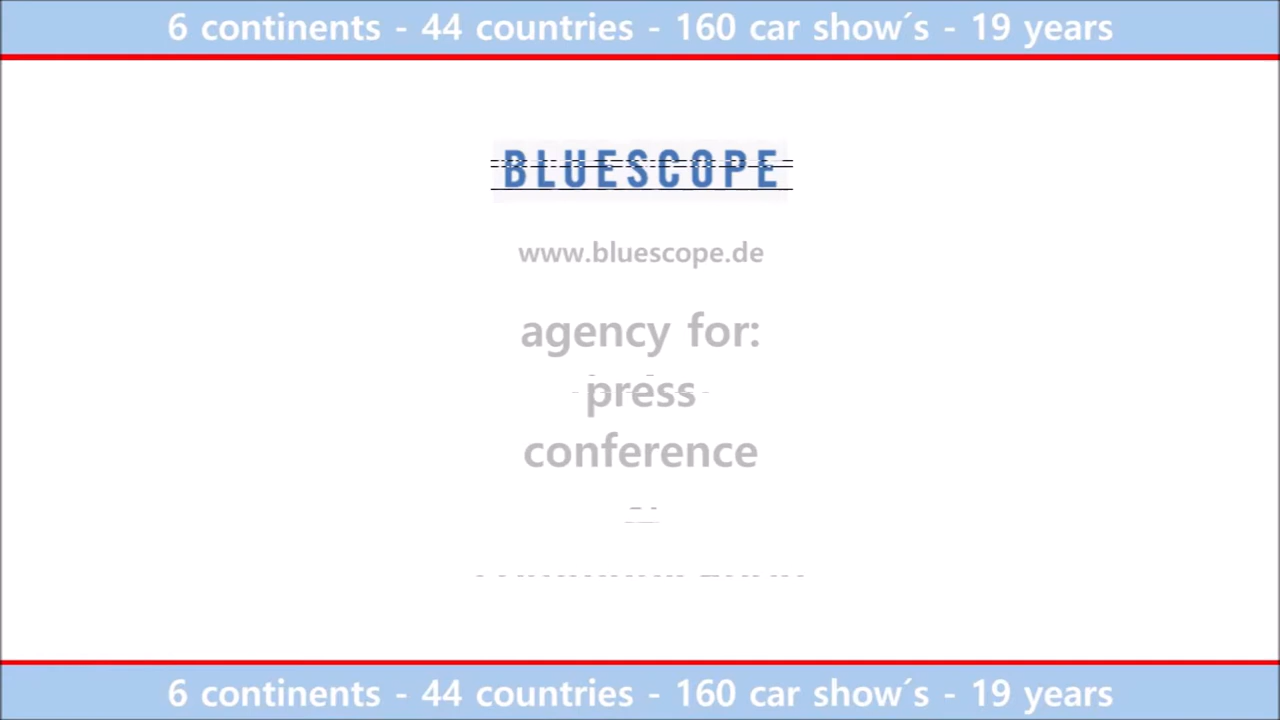 6 continents - 44 countries - 160 car show´s - 19 years
BLUESCOPE
www.bluescope.de
agency for:
press
conference
6 continents - 44 countries - 160 car show´s - 19 years